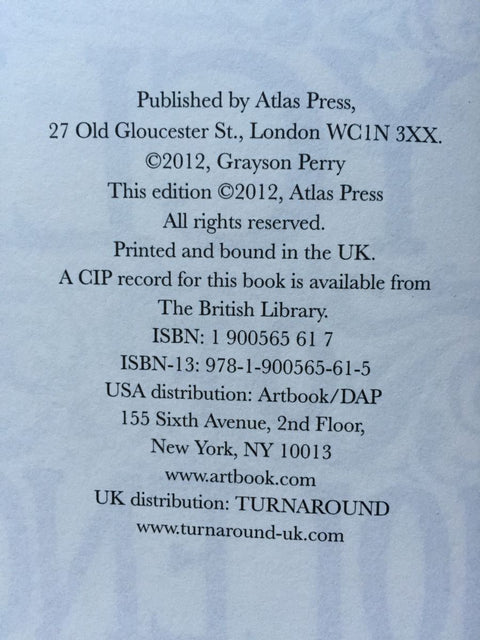 Published by Atlas Press,
27 Old Gloucester St., London WC1N 3XX.
©2012, Grayson Perry
This edition ©2012, Atlas Press
All rights reserved.
Printed and bound in the UK.
A CIP record for this book is available from
The British Library.
ISBN: 1 900565 61 7
ISBN-13: 978-1-900565-61-5
USA distribution: Artbook/DAP
155 Sixth Avenue, 2nd Floor,
New York, NY 10013
www.artbook.com
UK distribution: TURNAROUND
www.turnaround-uk.com